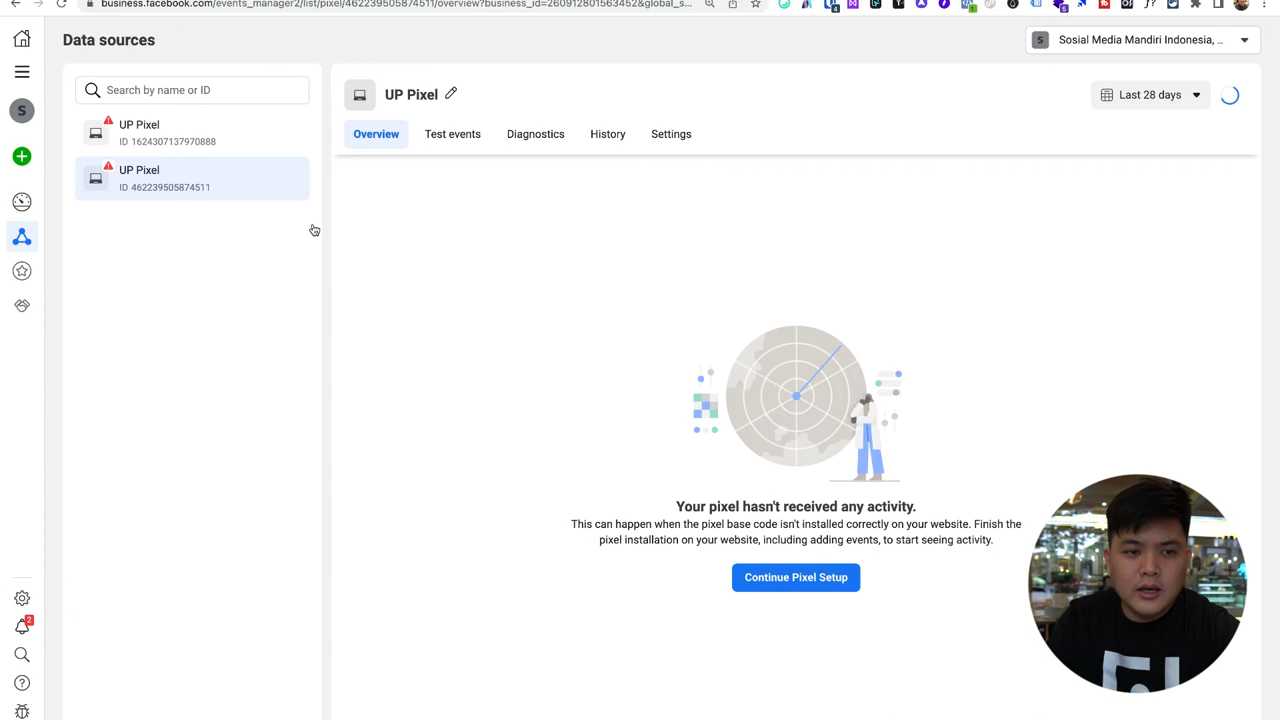 business.facebook.com/events_manager2/list/pixel/462239505874511/overview?business_id=260912801563452&global_s...
Data sources
S
Sosial Media Mandiri Indonesia, ...
S
Search by name or ID
UP Pixel
ID 1624307137970888
UP Pixel
ID 462239505874511
UP Pixel
Last 28 days
Overview
Test events
Diagnostics
History
Settings
Your pixel hasn't received any activity.
This can happen when the pixel base code isn't installed correctly on your website. Finish the
pixel installation on your website, including adding events, to start seeing activity.
Continue Pixel Setup
2